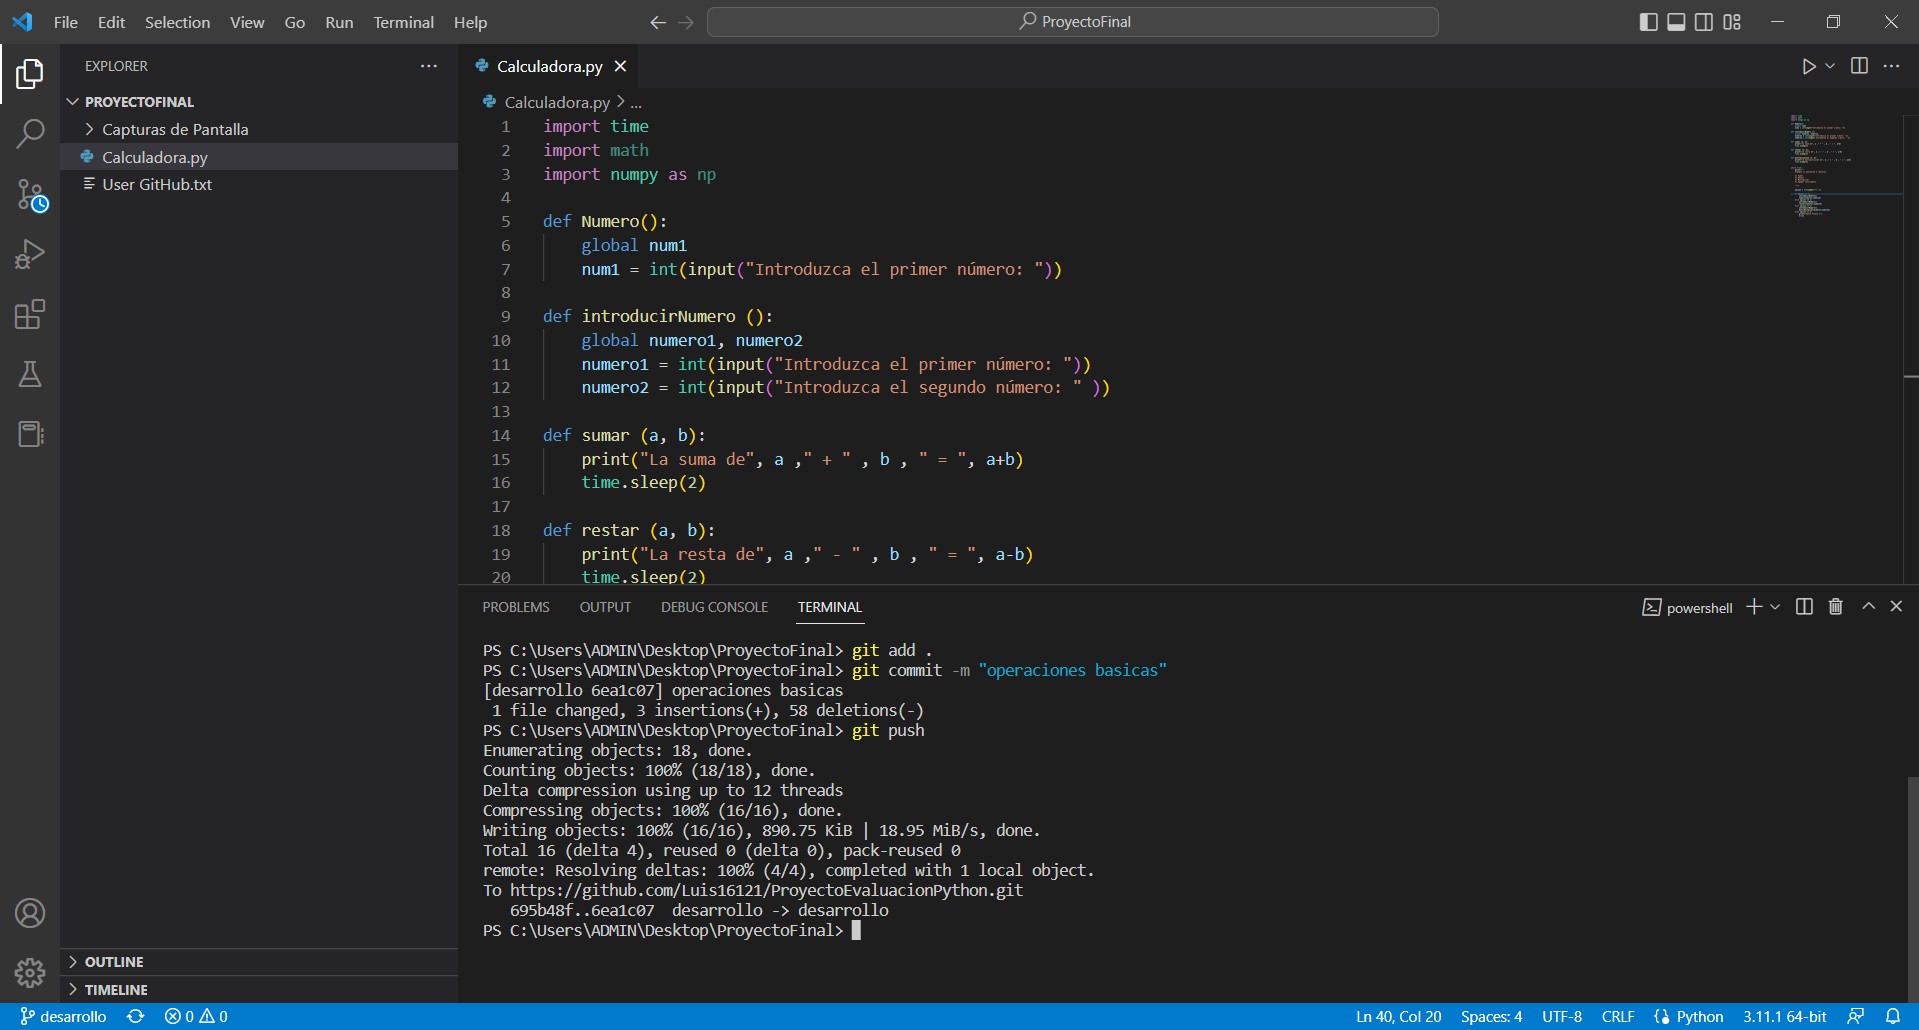 File Edit Selection View Go Run Terminal Help
ProyectoFinal
EXPLORER
PROYECTOFINAL
Capturas de Pantalla
Calculadora.py
User GitHub.txt
OUTLINE
TIMELINE
Calculadora.py
Calculadora.py > ...
1 import time
2 import math
3 import numpy as np
4
5 def Numero():
6 global num1
7 num1 = int(input("Introduzca el primer número: "))
8
9 def introducirNumero ():
10 global numero1, numero2
11 numero1 = int(input("Introduzca el primer número: "))
12 numero2 = int(input("Introduzca el segundo número: " ))
13
14 def sumar (a, b):
15 print("La suma de", a ," + " , b , " = ", a+b)
16 time.sleep(2)
17
18 def restar (a, b):
19 print("La resta de", a ," - " , b , " = ", a-b)
20 time.sleep(2)
PROBLEMS OUTPUT DEBUG CONSOLE TERMINAL
powershell
PS C:\Users\ADMIN\Desktop\ProyectoFinal> git add .
PS C:\Users\ADMIN\Desktop\ProyectoFinal> git commit -m "operaciones basicas"
[desarrollo 6ea1c07] operaciones basicas
1 file changed, 3 insertions(+), 58 deletions(-)
PS C:\Users\ADMIN\Desktop\ProyectoFinal> git push
Enumerating objects: 18, done.
Counting objects: 100% (18/18), done.
Delta compression using up to 12 threads
Compressing objects: 100% (16/16), done.
Writing objects: 100% (16/16), 890.75 KiB | 18.95 MiB/s, done.
Total 16 (delta 4), reused 0 (delta 0), pack-reused 0
remote: Resolving deltas: 100% (4/4), completed with 1 local object.
To https://github.com/Luis16121/ProyectoEvaluacionPython.git
695b48f..6ea1c07 desarrollo -> desarrollo
PS C:\Users\ADMIN\Desktop\ProyectoFinal>
desarrollo 0 0 Ln 40, Col 20 Spaces: 4 UTF-8 CRLF Python 3.11.1 64-bit